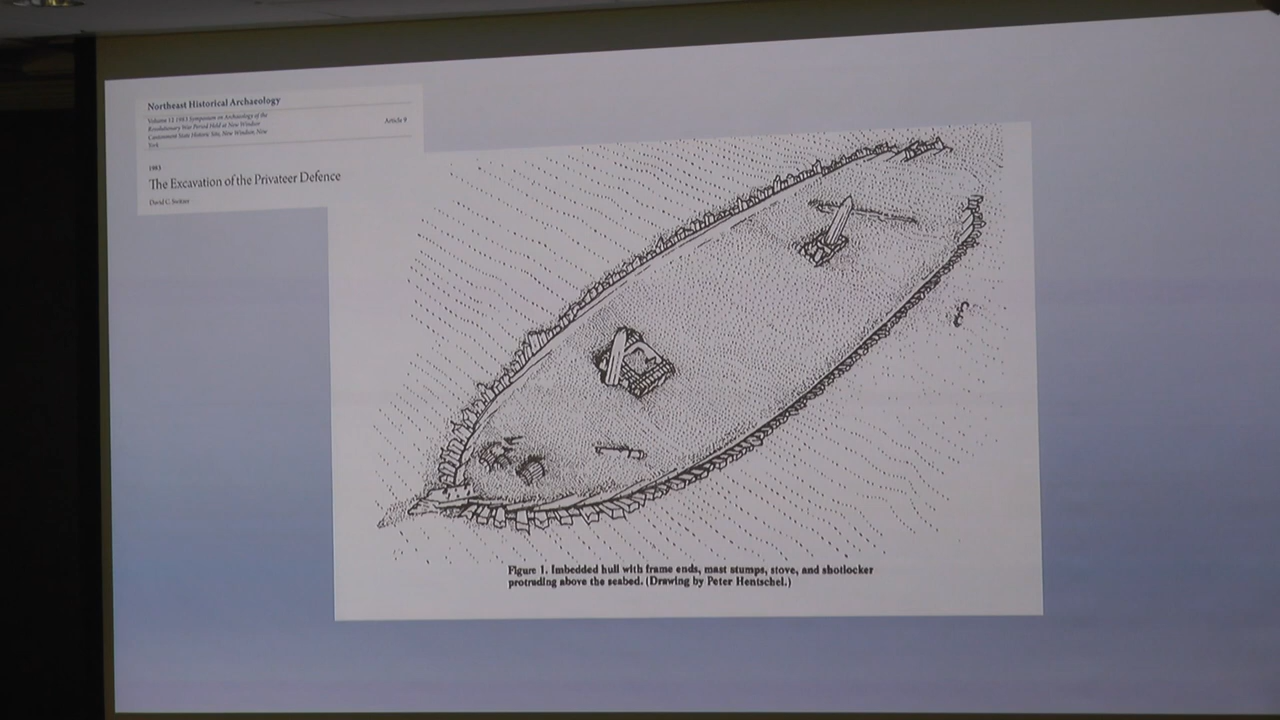 Northeast Historical Archaeology
Volume 12 1983 Symposium on Archaeology of the
Revolutionary War Period Held at New Windsor
Cantonment State Historic Site, New Windsor, New
York
Article 9
1983
The Excavation of the Privateer Defence
David C. Switzer
Figure 1. Imbedded hull with frame ends, mast stumps, stove, and shotlocker
protruding above the seabed. (Drawing by Peter Hentschel.)